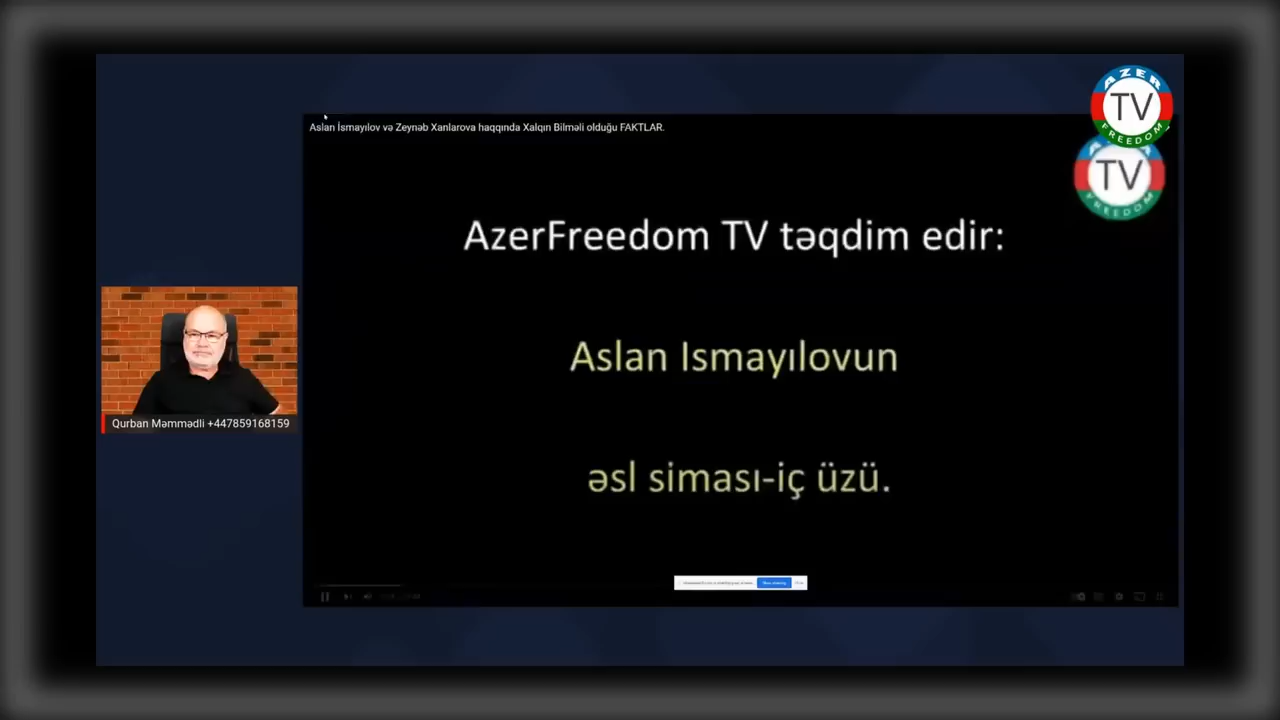 AZER
TV
FREEDOM
Aslan İsmayılov və Zeynəb Xanlarova haqqında Xalqın Bilməli olduğu FAKTLAR.
TV
FREEDOM
AzerFreedom TV təqdim edir:
Aslan Ismayılovun
əsl siması-iç üzü.
Qurban Məmmədli +447859168159